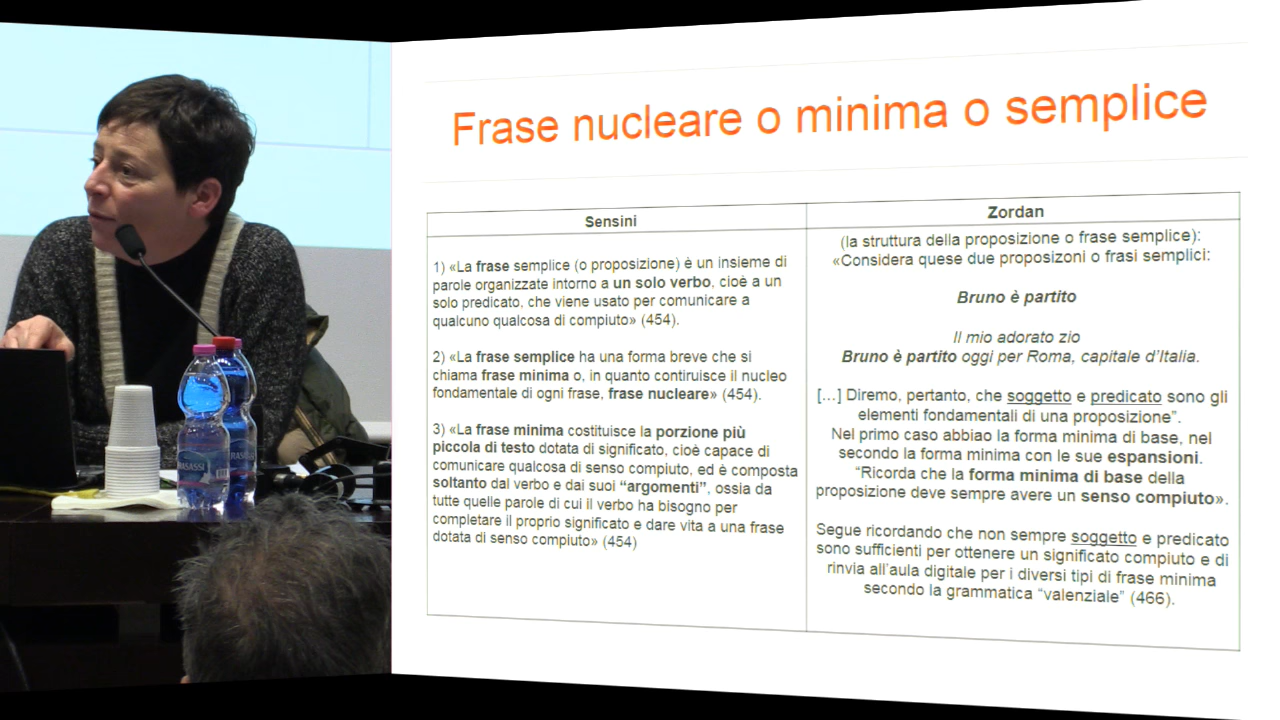 Frase nucleare o minima o semplice
Sensini
1) «La frase semplice (o proposizione) è un insieme di
parole organizzate intorno a un solo verbo, cioè a un
solo predicato, che viene usato per comunicare a
qualcuno qualcosa di compiuto» (454).
2) «La frase semplice ha una forma breve che si
chiama frase minima o, in quanto contiruisce il nucleo
fondamentale di ogni frase, frase nucleare» (454).
3) «La frase minima costituisce la porzione più
piccola di testo dotata di significato, cioè capace di
comunicare qualcosa di senso compiuto, ed è composta
soltanto dal verbo e dai suoi “argomenti”, ossia da
tutte quelle parole di cui il verbo ha bisogno per
completare il proprio significato e dare vita a una frase
dotata di senso compiuto» (454)
Zordan
(la struttura della proposizione o frase semplice):
«Considera quese due proposizoni o frasi semplici:
Bruno è partito
Il mio adorato zio
Bruno è partito oggi per Roma, capitale d’Italia.
[…] Diremo, pertanto, che soggetto e predicato sono gli
elementi fondamentali di una proposizione”.
Nel primo caso abbiao la forma minima di base, nel
secondo la forma minima con le sue espansioni.
“Ricorda che la forma minima di base della
proposizione deve sempre avere un senso compiuto».
Segue ricordando che non sempre soggetto e predicato
sono sufficienti per ottenere un significato compiuto e di
rinvia all’aula digitale per i diversi tipi di frase minima
secondo la grammatica “valenziale” (466).